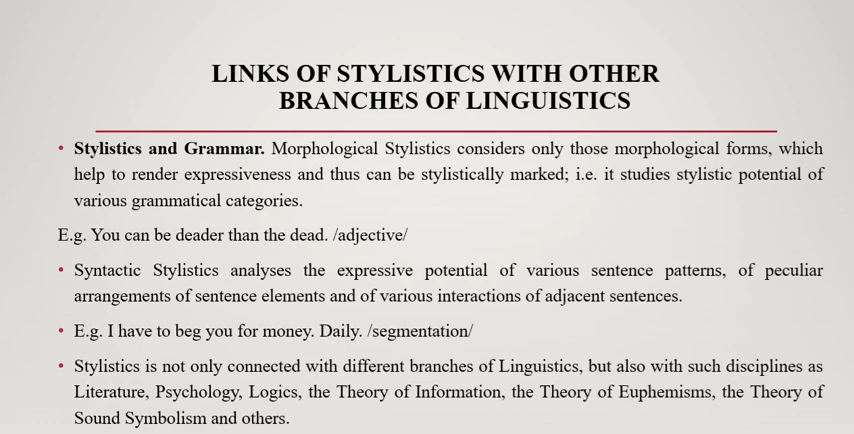 LINKS OF STYLISTICS WITH OTHER
BRANCHES OF LINGUISTICS
• Stylistics and Grammar. Morphological Stylistics considers only those morphological forms, which
help to render expressiveness and thus can be stylistically marked; i.e. it studies stylistic potential of
various grammatical categories.
E.g. You can be deader than the dead. /adjective/
• Syntactic Stylistics analyses the expressive potential of various sentence patterns, of peculiar
arrangements of sentence elements and of various interactions of adjacent sentences.
• E.g. I have to beg you for money. Daily. /segmentation/
• Stylistics is not only connected with different branches of Linguistics, but also with such disciplines as
Literature, Psychology, Logics, the Theory of Information, the Theory of Euphemisms, the Theory of
Sound Symbolism and others.